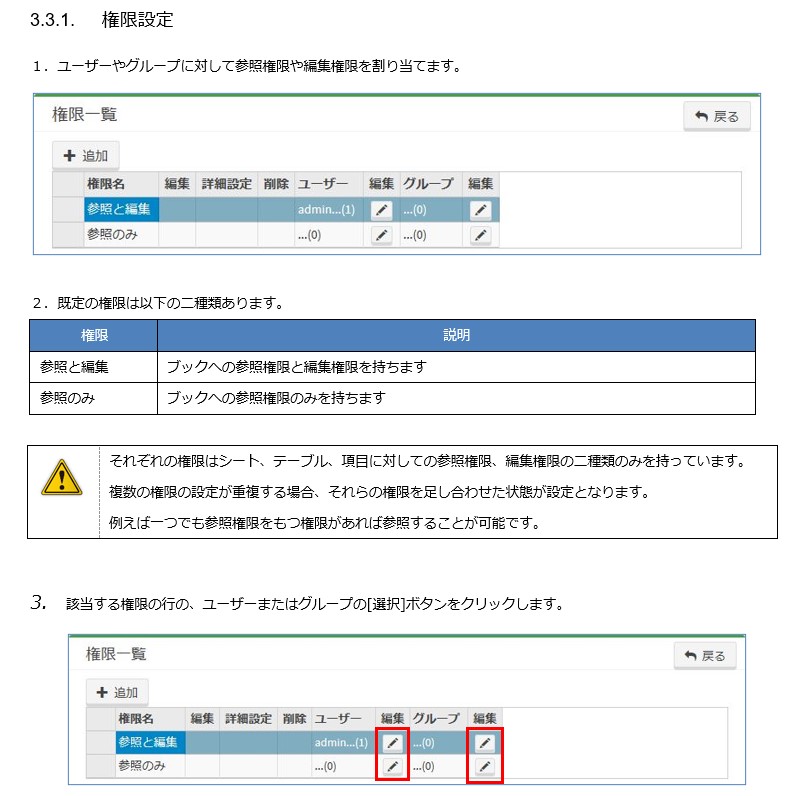 3.3.1. 権限設定
1．ユーザーやグループに対して参照権限や編集権限を割り当てます。
権限一覧
戻る
追加
権限名 編集 詳細設定 削除 ユーザー 編集 グループ 編集
参照と編集 admin...(1) ...(0)
参照のみ ...(0) ...(0)
2．既定の権限は以下の二種類あります。
権限 説明
参照と編集 ブックへの参照権限と編集権限を持ちます
参照のみ ブックへの参照権限のみを持ちます
それぞれの権限はシート、テーブル、項目に対しての参照権限、編集権限の二種類のみを持っています。
複数の権限の設定が重複する場合、それらの権限を足し合わせた状態が設定となります。
例えば一つでも参照権限をもつ権限があれば参照することが可能です。
3. 該当する権限の行の、ユーザーまたはグループの[選択]ボタンをクリックします。
権限一覧
戻る
追加
権限名 編集 詳細設定 削除 ユーザー 編集 グループ 編集
参照と編集 admin...(1) ...(0)
参照のみ ...(0) ...(0)